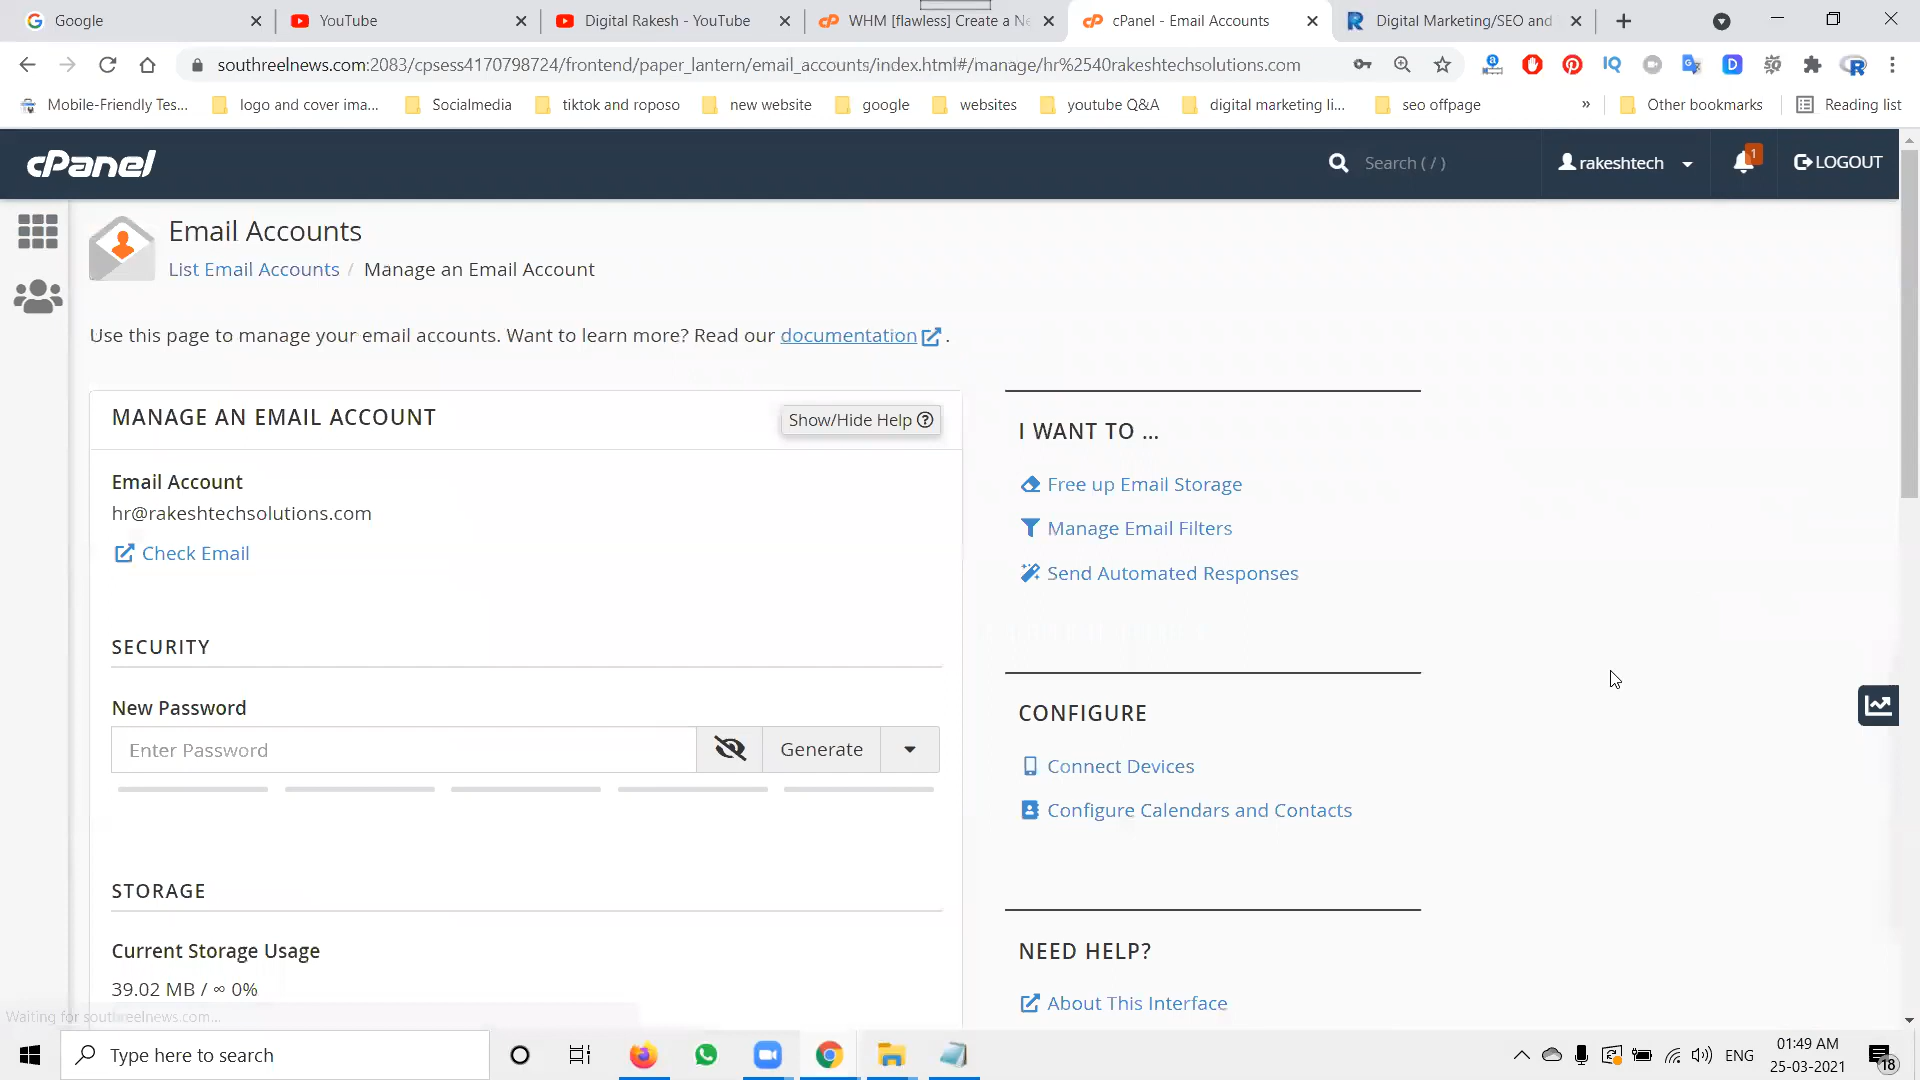 Google
YouTube
Digital Rakesh - YouTube
WHM [flawless] Create a Ne
cPanel - Email Accounts
Digital Marketing/SEO and
southreelnews.com:2083/cpsess4170798724/frontend/paper_lantern/email_accounts/index.html#/manage/hr%2540rakeshtechsolutions.com
Mobile-Friendly Tes...
logo and cover ima...
Socialmedia
tiktok and roposo
new website
google
websites
youtube Q&A
digital marketing li...
seo offpage
»
Other bookmarks
Reading list
cPanel
Search ( / )
rakeshtech
1
LOGOUT
Email Accounts
List Email Accounts / Manage an Email Account
Use this page to manage your email accounts. Want to learn more? Read our documentation .
MANAGE AN EMAIL ACCOUNT
Show/Hide Help
Email Account
hr@rakeshtechsolutions.com
Check Email
SECURITY
New Password
Enter Password
Generate
STORAGE
Current Storage Usage
39.02 MB / ∞ 0%
I WANT TO ...
Free up Email Storage
Manage Email Filters
Send Automated Responses
CONFIGURE
Connect Devices
Configure Calendars and Contacts
NEED HELP?
About This Interface
Waiting for southreelnews.com...
Type here to search
ENG
01:49 AM
25-03-2021
18